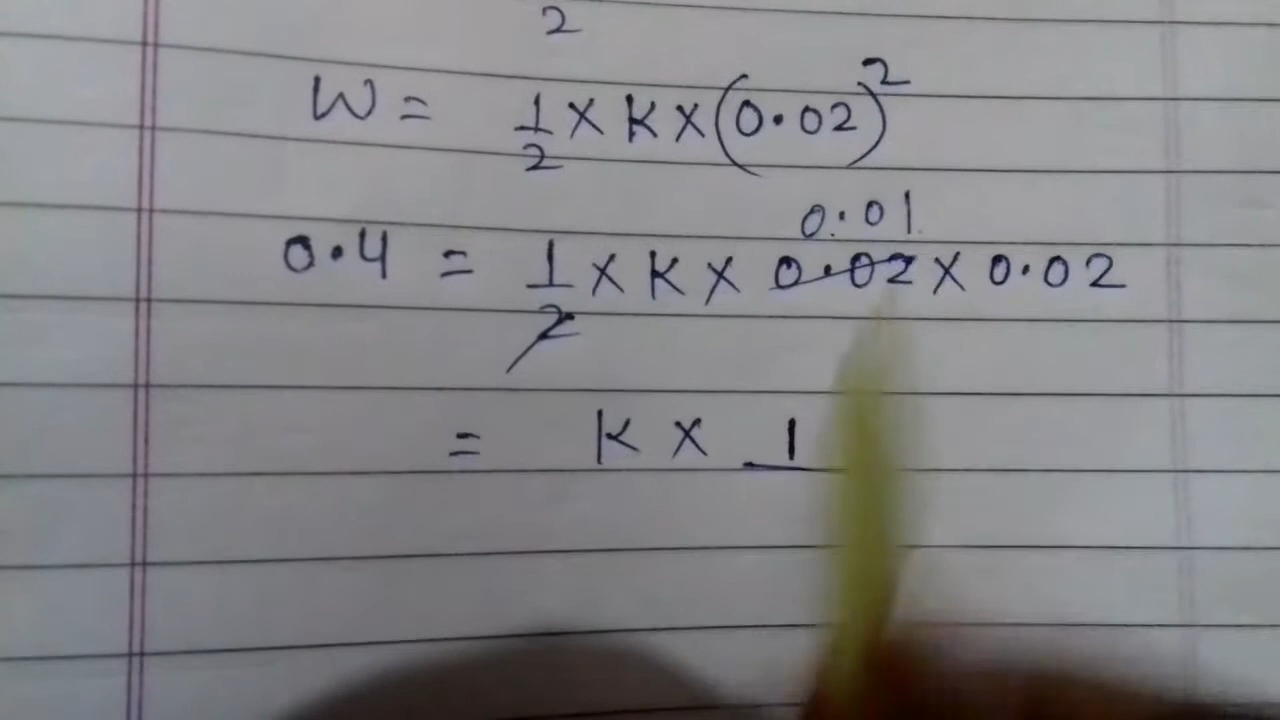 2
W = 1/2 × K × (0.02)²
0.01
0.4 = 1/2 × K × 0.02 × 0.02
= K × 1